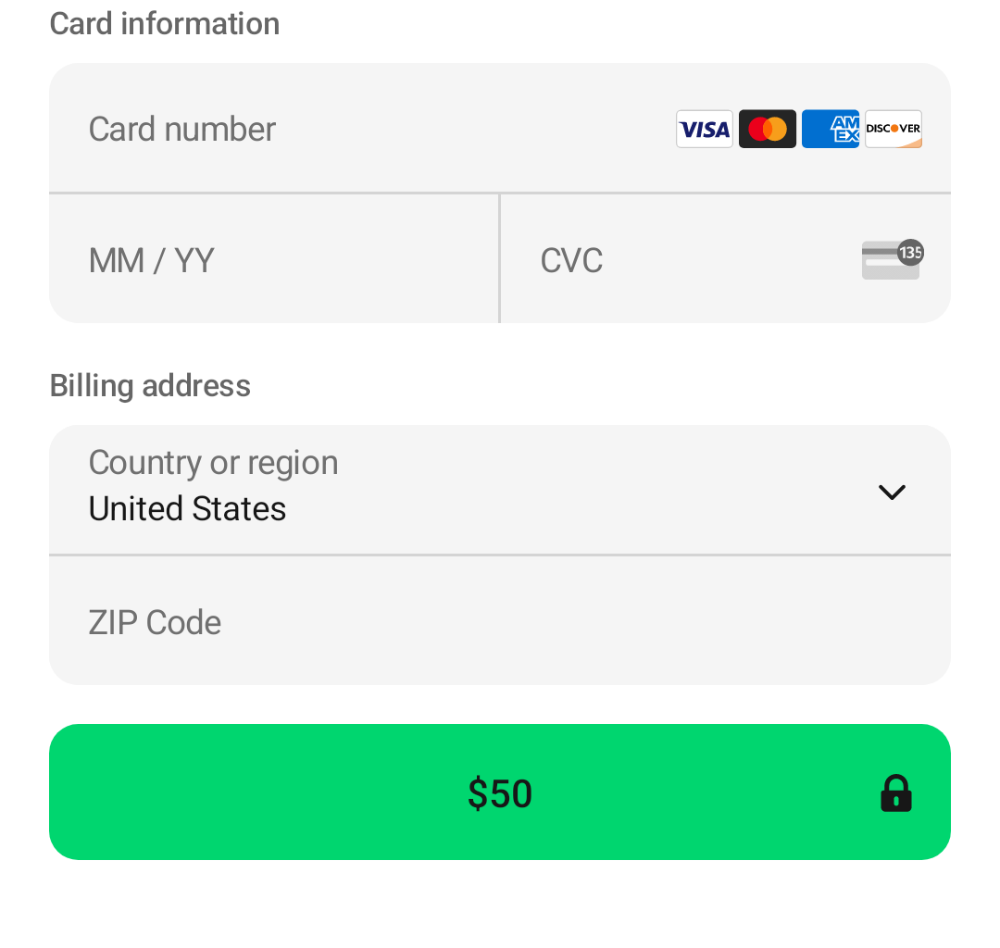 Card information
Card number VISA AM EX DISCOVER
MM / YY CVC 135
Billing address
Country or region
United States
ZIP Code
$50